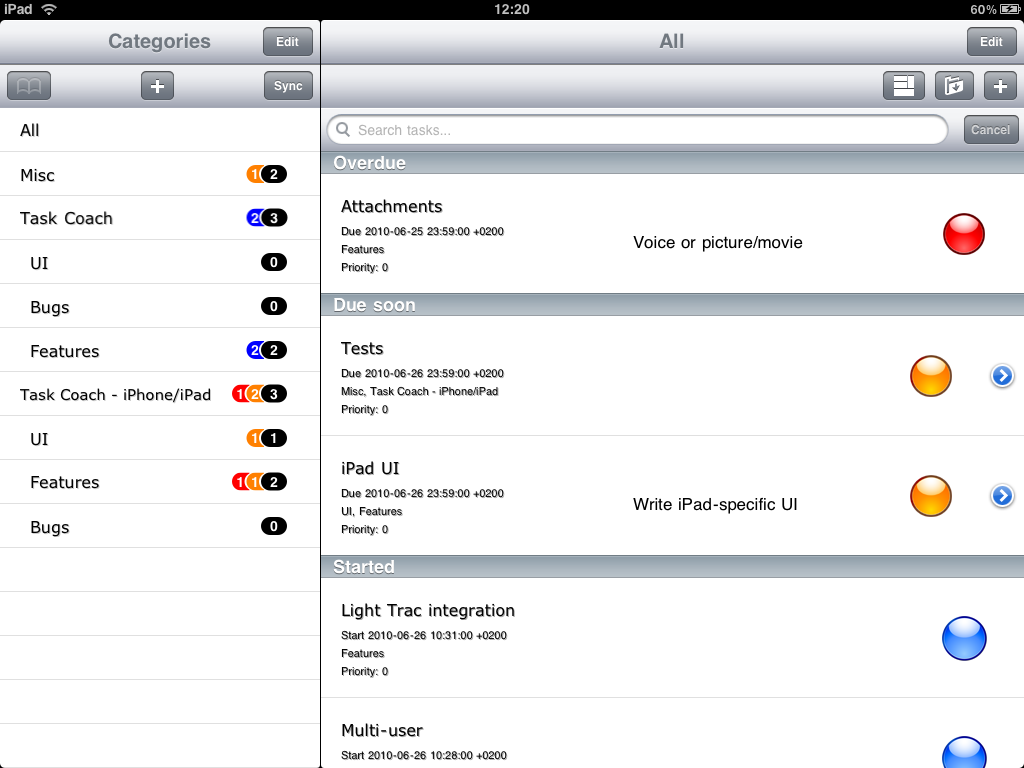 iPad 12:20 60%
Categories Edit
All Edit
Sync
Search tasks... Cancel
All
Misc 1 2
Task Coach 2 3
UI 0
Bugs 0
Features 2 2
Task Coach - iPhone/iPad 1 2 3
UI 1 1
Features 1 1 2
Bugs 0
Overdue
Attachments
Due 2010-06-25 23:59:00 +0200
Features
Priority: 0
Voice or picture/movie
Due soon
Tests
Due 2010-06-26 23:59:00 +0200
Misc, Task Coach - iPhone/iPad
Priority: 0
iPad UI
Due 2010-06-26 23:59:00 +0200
UI, Features
Priority: 0
Write iPad-specific UI
Started
Light Trac integration
Start 2010-06-26 10:31:00 +0200
Features
Priority: 0
Multi-user
Start 2010-06-26 10:28:00 +0200